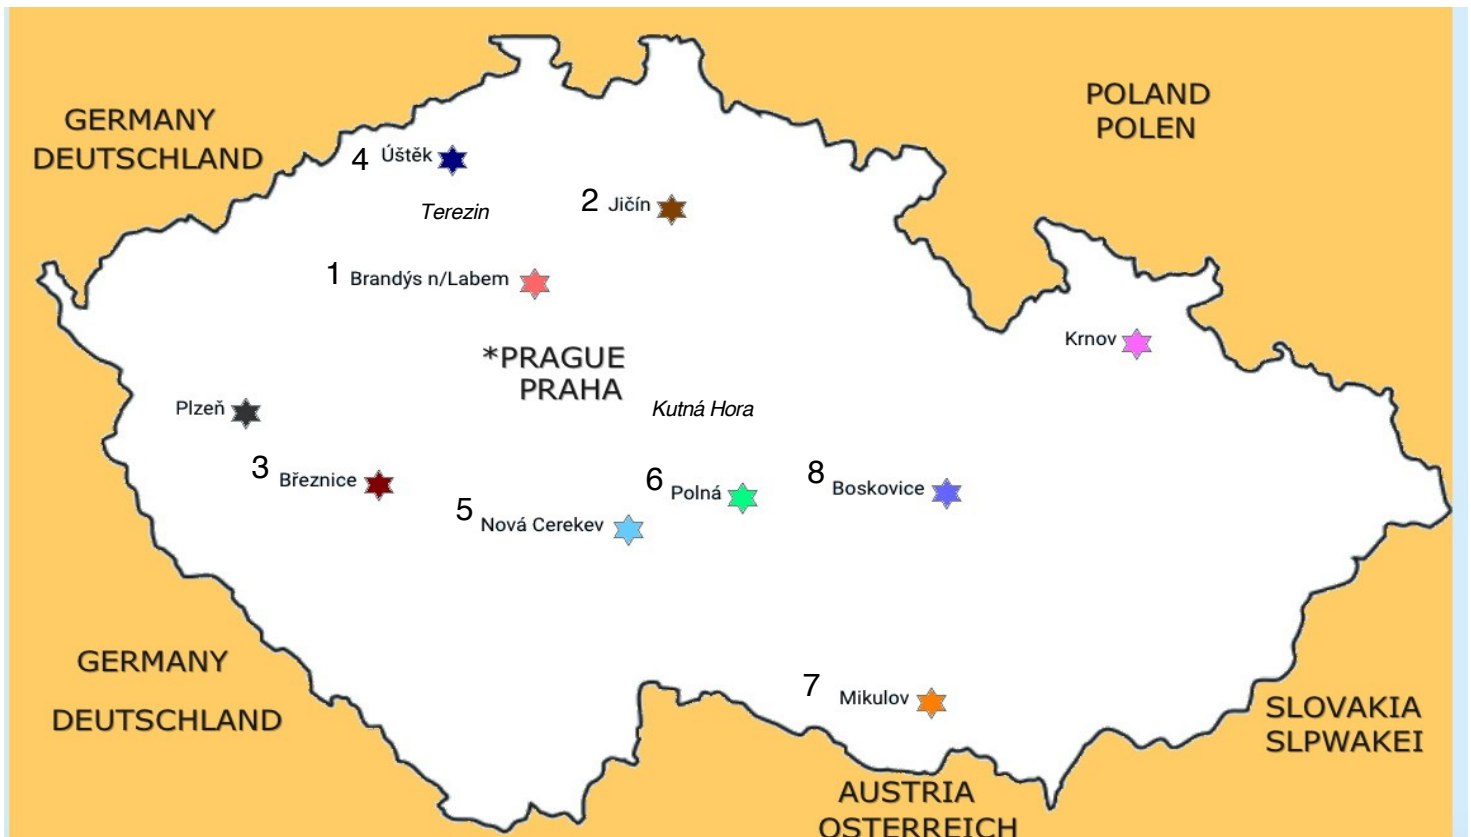 GERMANY
DEUTSCHLAND
POLAND
POLEN
4 Úštěk
Terezin
2 Jičín
1 Brandýs n/Labem
Krnov
*PRAGUE
PRAHA
Plzeň
Kutná Hora
3 Březnice
6 Polná
8 Boskovice
5 Nová Cerekev
GERMANY
DEUTSCHLAND
7 Mikulov
SLOVAKIA
SLPWAKEI
AUSTRIA
OSTERREICH